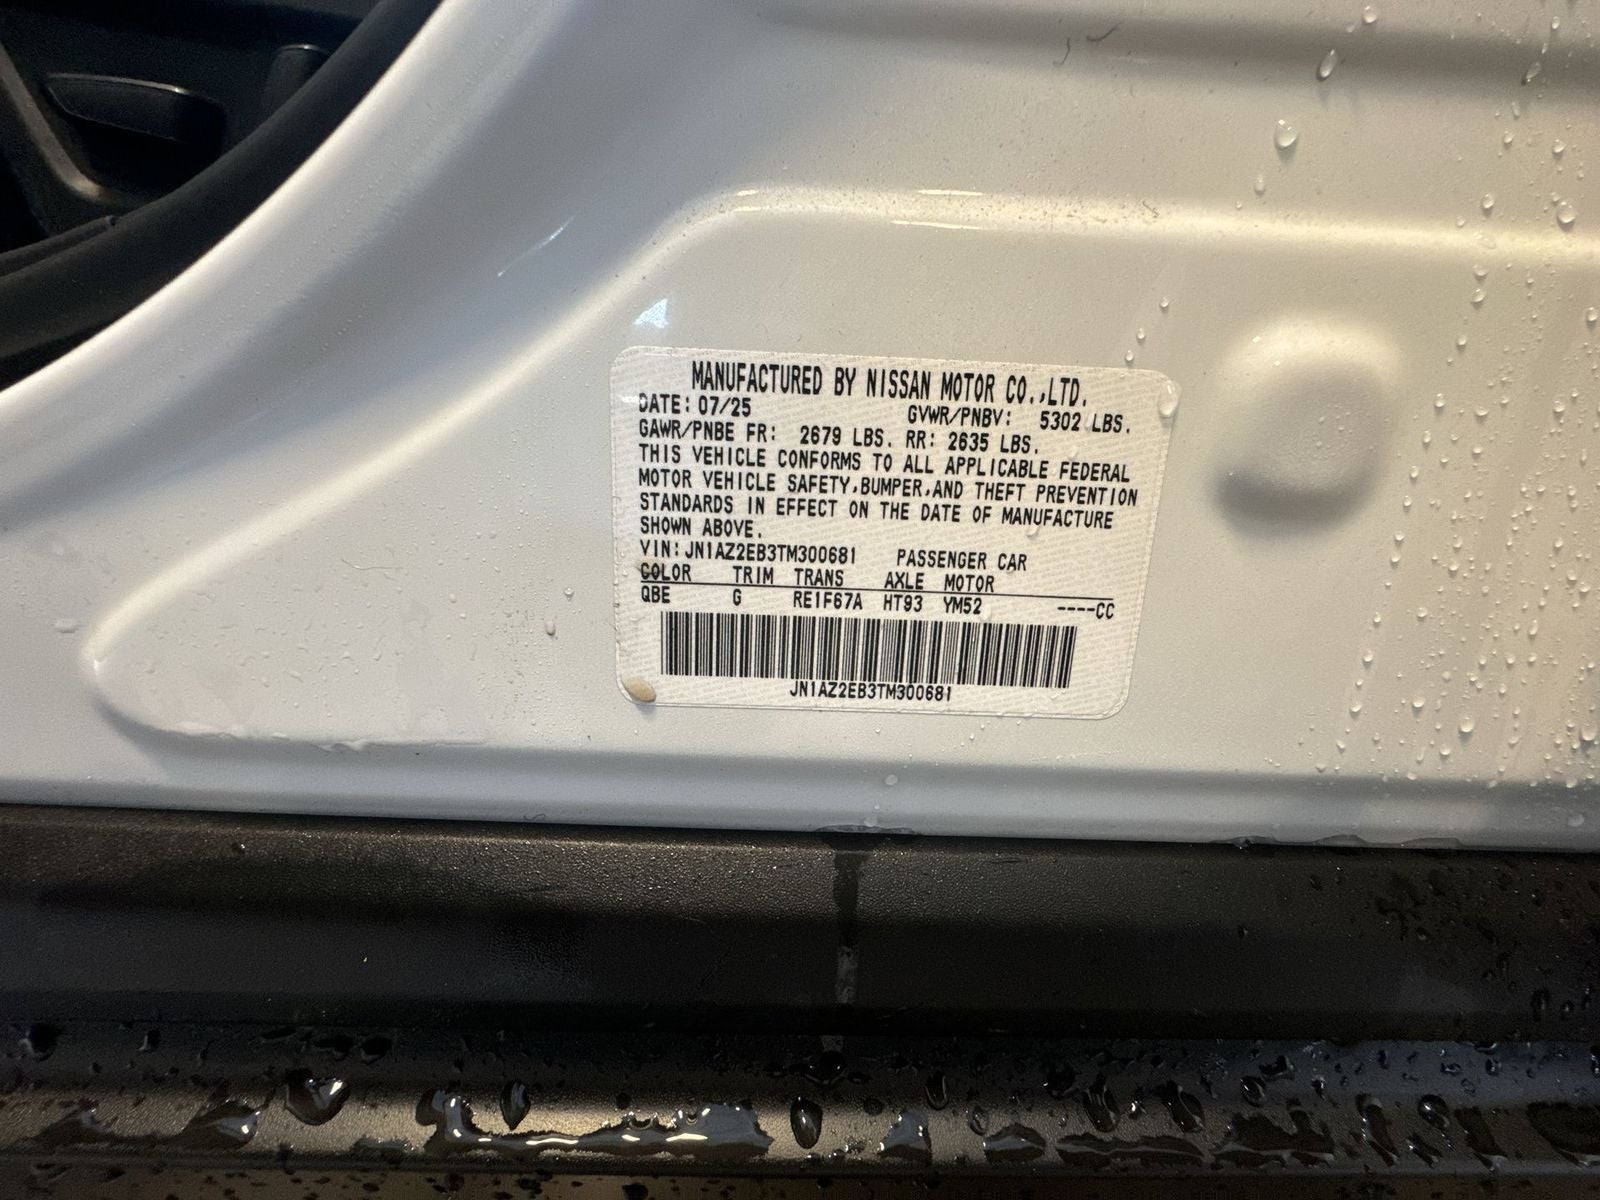 MANUFACTURED BY NISSAN MOTOR CO.,LTD.
DATE: 07/25 GVWR/PNBV: 5302 LBS.
GAWR/PNBE FR: 2679 LBS. RR: 2635 LBS.
THIS VEHICLE CONFORMS TO ALL APPLICABLE FEDERAL
MOTOR VEHICLE SAFETY,BUMPER,AND THEFT PREVENTION
STANDARDS IN EFFECT ON THE DATE OF MANUFACTURE
SHOWN ABOVE.
VIN:JN1AZ2EB3TM300681 PASSENGER CAR
COLOR TRIM TRANS AXLE MOTOR
QBE G RE1F67A HT93 YM52 ----CC
JN1AZ2EB3TM300681